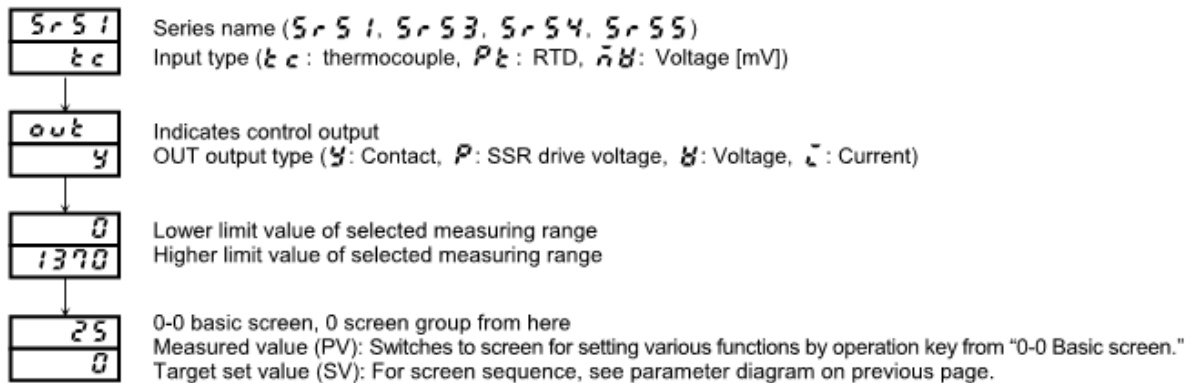 SrS1 Series name (SrS1, SrS3, SrS4, SrS5)
tc Input type (tc : thermocouple, Pt : RTD, mV: Voltage [mV])
out Indicates control output
Y OUT output type (Y: Contact, P: SSR drive voltage, V: Voltage, i : Current)
0 Lower limit value of selected measuring range
1370 Higher limit value of selected measuring range
25 0-0 basic screen, 0 screen group from here
Measured value (PV): Switches to screen for setting various functions by operation key from “0-0 Basic screen.”
0 Target set value (SV): For screen sequence, see parameter diagram on previous page.